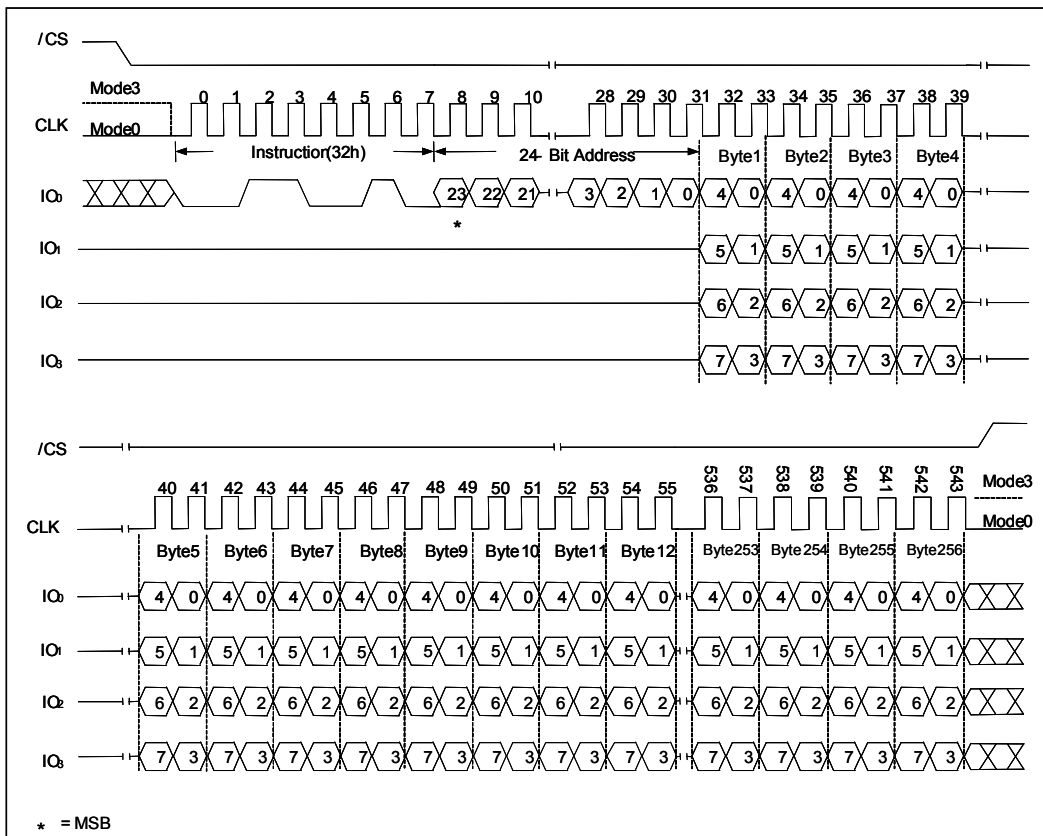 /CS
Mode3
0 1 2 3 4 5 6 7 8 9 10 28 29 30 31 32 33 34 35 36 37 38 39
CLK Mode0
Instruction(32h) 24- Bit Address Byte1 Byte2 Byte3 Byte4
IO0 23 22 21 3 2 1 0 4 0 4 0 4 0 4 0
*
IO1 5 1 5 1 5 1 5 1
IO2 6 2 6 2 6 2 6 2
IO3 7 3 7 3 7 3 7 3
/CS
40 41 42 43 44 45 46 47 48 49 50 51 52 53 54 55 536 537 538 539 540 541 542 543 Mode3
CLK Mode0
Byte5 Byte6 Byte7 Byte8 Byte9 Byte10 Byte11 Byte12 Byte253 Byte254 Byte255 Byte256
IO0 4 0 4 0 4 0 4 0 4 0 4 0 4 0 4 0 4 0 4 0 4 0 4 0
IO1 5 1 5 1 5 1 5 1 5 1 5 1 5 1 5 1 5 1 5 1 5 1 5 1
IO2 6 2 6 2 6 2 6 2 6 2 6 2 6 2 6 2 6 2 6 2 6 2 6 2
IO3 7 3 7 3 7 3 7 3 7 3 7 3 7 3 7 3 7 3 7 3 7 3 7 3
* = MSB